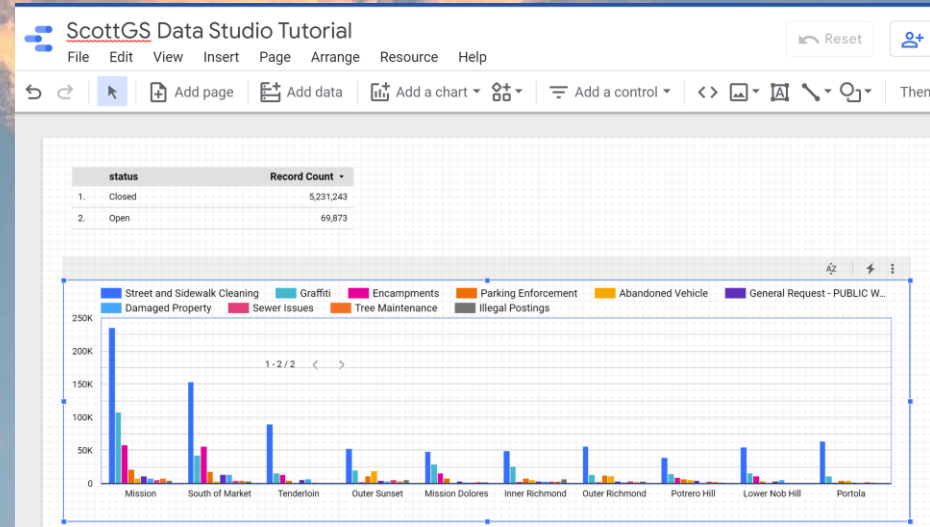 ScottGS Data Studio Tutorial
Reset
File Edit View Insert Page Arrange Resource Help
Add page Add data Add a chart Add a control Then
status Record Count
1. Closed 5,231,243
2. Open 69,873
Street and Sidewalk Cleaning Graffiti Encampments Parking Enforcement Abandoned Vehicle General Request - PUBLIC W...
Damaged Property Sewer Issues Tree Maintenance Illegal Postings
250K
200K
1 - 2 / 2
150K
100K
50K
0
Mission South of Market Tenderloin Outer Sunset Mission Dolores Inner Richmond Outer Richmond Potrero Hill Lower Nob Hill Portola